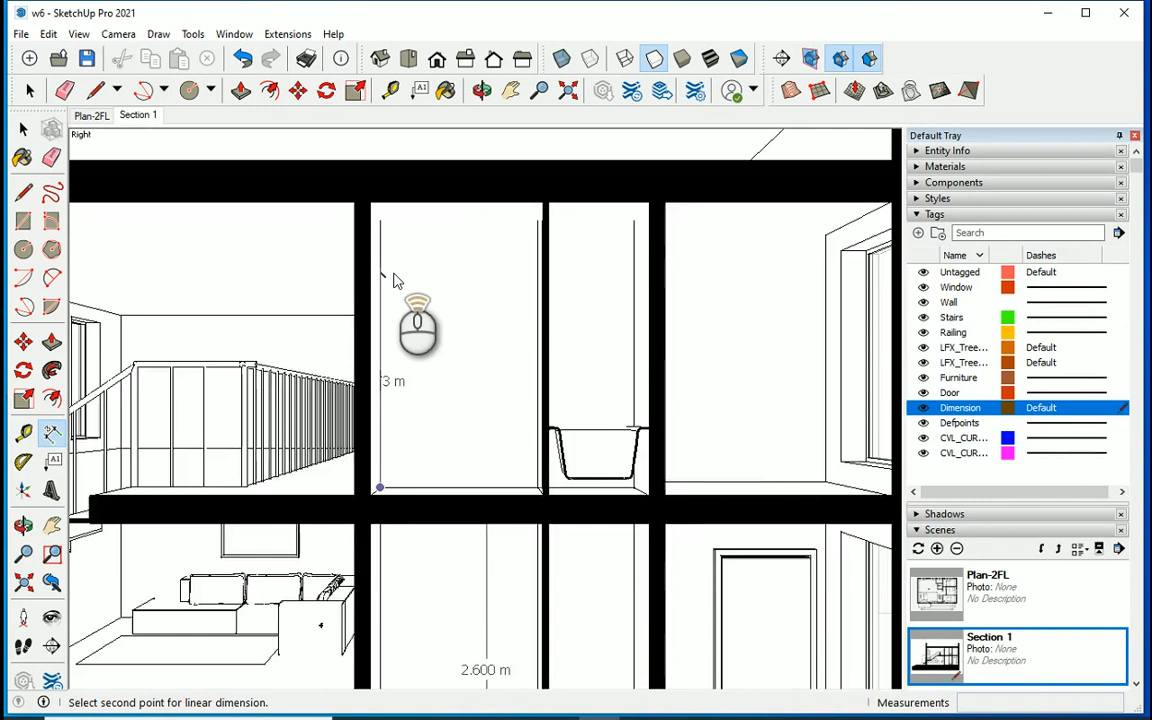 w6 - SketchUp Pro 2021
File Edit View Camera Draw Tools Window Extensions Help
A1
Plan-2FL Section 1
Right
3 m
2.600 m
A1
Default Tray
Entity Info
Materials
Components
Styles
Tags
Search
Name Dashes
Untagged Default
Window
Wall
Stairs
Railing
LFX_Tree... Default
LFX_Tree... Default
Furniture
Door
Dimension Default
Defpoints
CVL_CUR...
CVL_CUR...
Shadows
Scenes
Plan-2FL
Photo: None
No Description
Section 1
Photo: None
No Description
Select second point for linear dimension.
Measurements